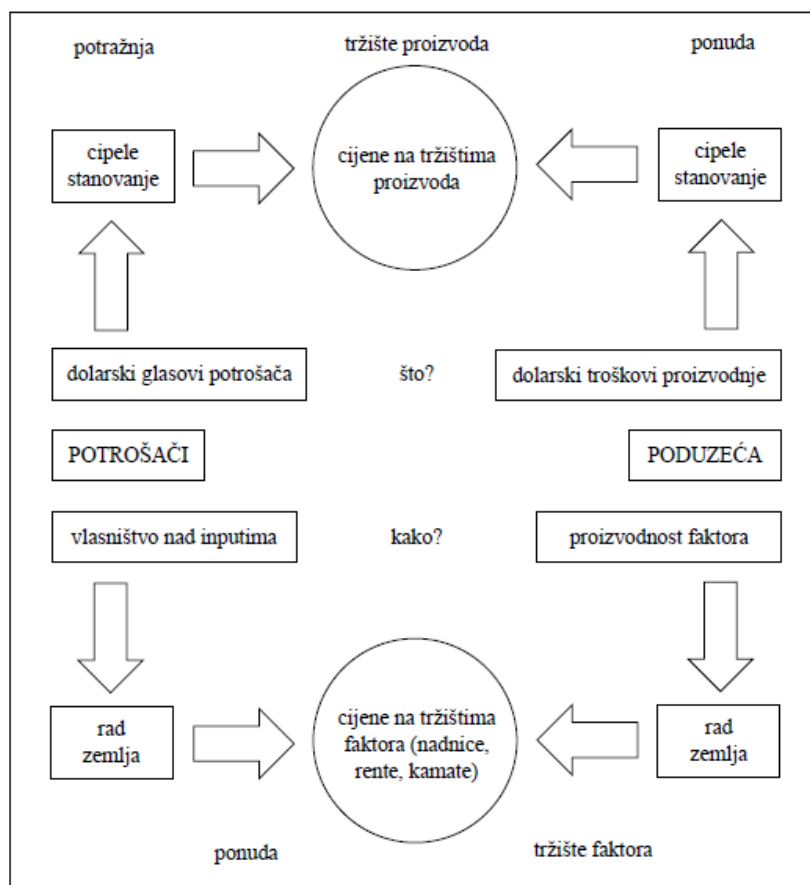 potražnja
tržište proizvoda
ponuda
cipele
stanovanje
cijene na tržištima
proizvoda
cipele
stanovanje
dolarski glasovi potrošača
što?
dolarski troškovi proizvodnje
POTROŠAČI
PODUZEĆA
vlasništvo nad inputima
kako?
proizvodnost faktora
rad
zemlja
cijene na tržištima
faktora (nadnice,
rente, kamate)
rad
zemlja
ponuda
tržište faktora